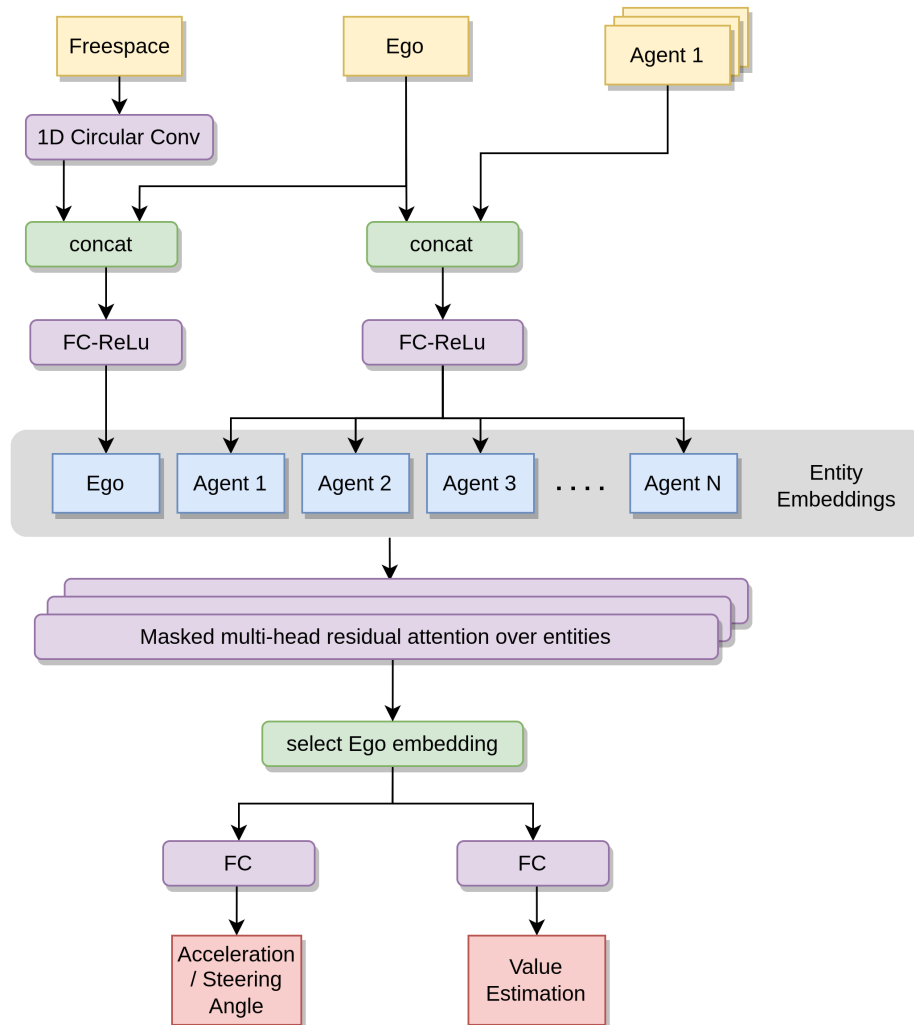 Freespace
Ego
Agent 1
1D Circular Conv
concat
concat
FC-ReLu
FC-ReLu
Ego
Agent 1
Agent 2
Agent 3
. . . .
Agent N
Entity
Embeddings
Masked multi-head residual attention over entities
select Ego embedding
FC
FC
Acceleration
/ Steering
Angle
Value
Estimation